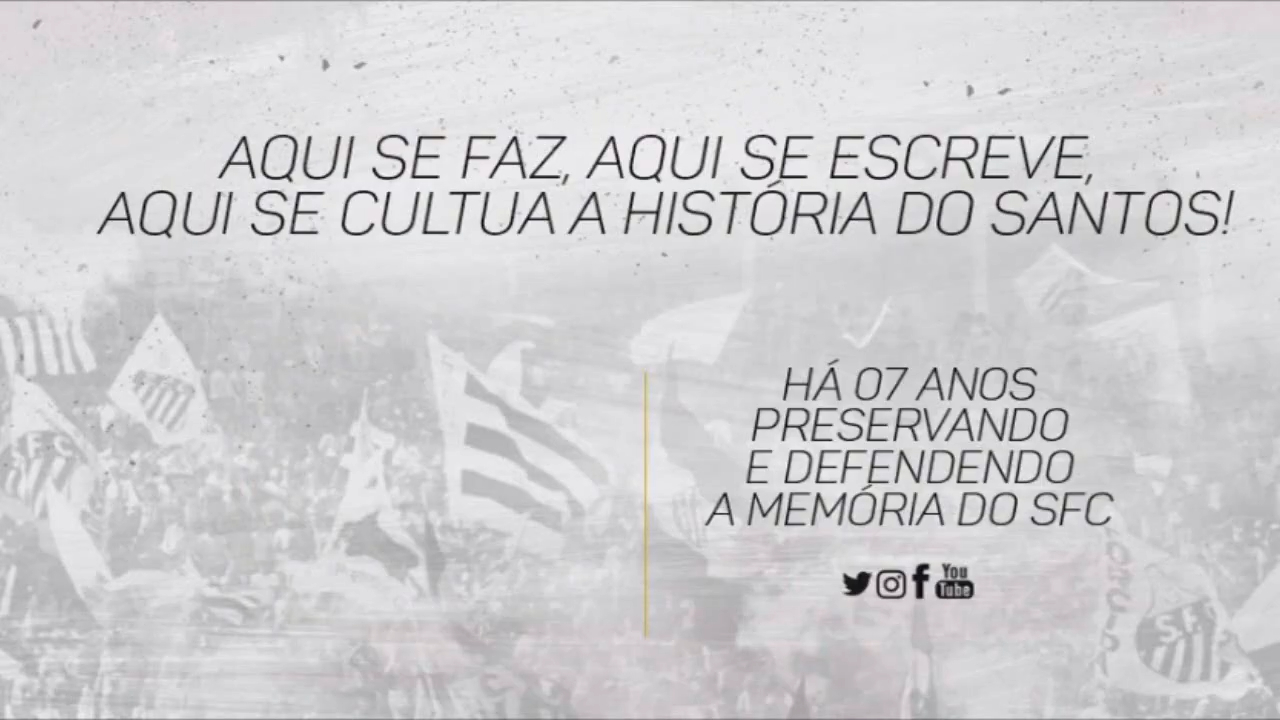 AQUI SE FAZ, AQUI SE ESCREVE,
AQUI SE CULTUA A HISTÓRIA DO SANTOS!
HÁ 07 ANOS
PRESERVANDO
E DEFENDENDO
A MEMÓRIA DO SFC
You
Tube
SFC
S.F.C